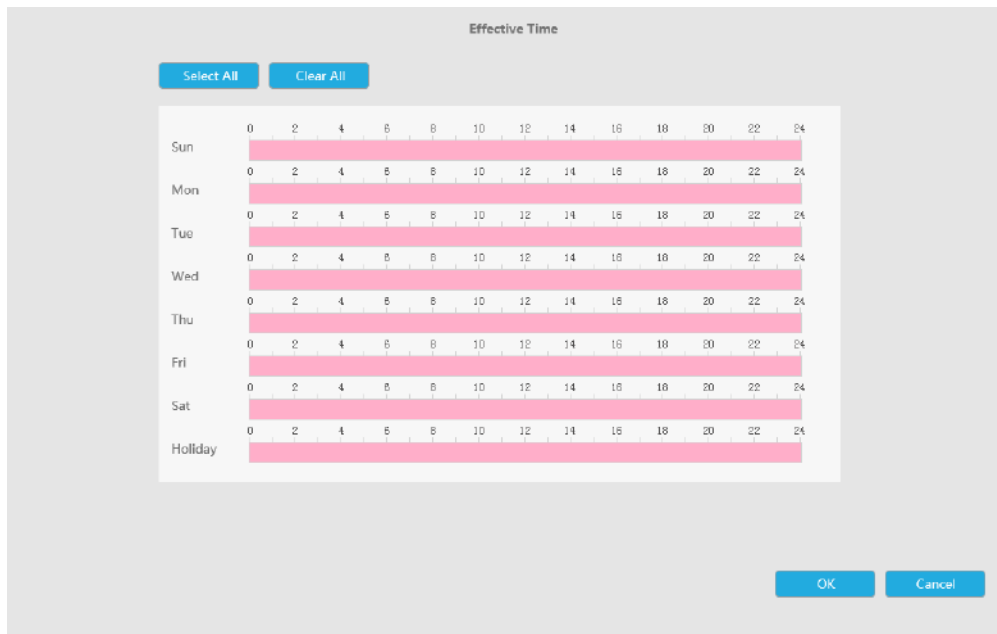 Effective Time
Select All Clear All
0 2 4 6 8 10 12 14 16 18 20 22 24
Sun
0 2 4 6 8 10 12 14 16 18 20 22 24
Mon
0 2 4 6 8 10 12 14 16 18 20 22 24
Tue
0 2 4 6 8 10 12 14 16 18 20 22 24
Wed
0 2 4 6 8 10 12 14 16 18 20 22 24
Thu
0 2 4 6 8 10 12 14 16 18 20 22 24
Fri
0 2 4 6 8 10 12 14 16 18 20 22 24
Sat
0 2 4 6 8 10 12 14 16 18 20 22 24
Holiday
OK Cancel